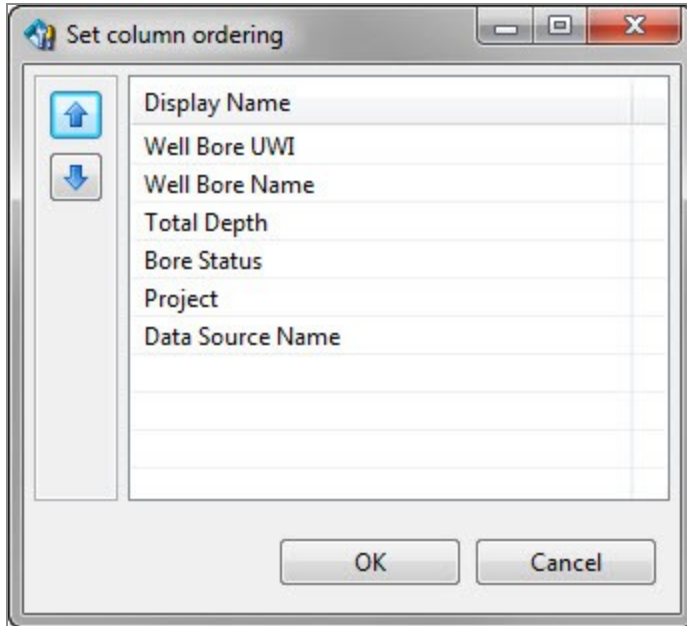 Set column ordering
Display Name
Well Bore UWI
Well Bore Name
Total Depth
Bore Status
Project
Data Source Name
OK
Cancel